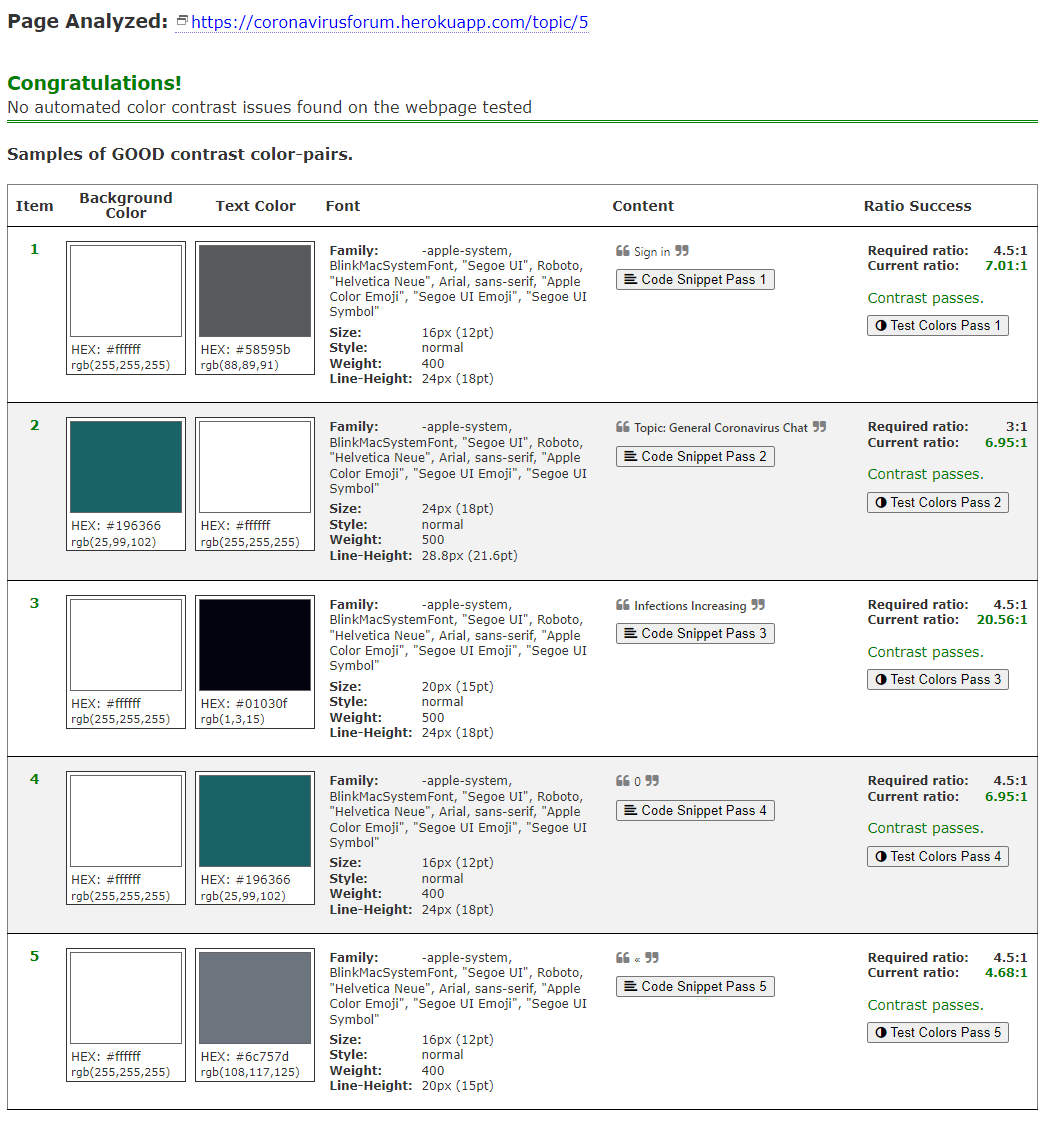 Page Analyzed: https://coronavirusforum.herokuapp.com/topic/5
Congratulations!
No automated color contrast issues found on the webpage tested
Samples of GOOD contrast color-pairs.
Item Background Color Text Color Font Content Ratio Success
1
HEX: #ffffff
rgb(255,255,255)
HEX: #58595b
rgb(88,89,91)
Family: -apple-system,
BlinkMacSystemFont, "Segoe UI", Roboto,
"Helvetica Neue", Arial, sans-serif, "Apple
Color Emoji", "Segoe UI Emoji", "Segoe UI
Symbol"
Size: 16px (12pt)
Style: normal
Weight: 400
Line-Height: 24px (18pt)
❝ Sign in ❞
Code Snippet Pass 1
Required ratio: 4.5:1
Current ratio: 7.01:1
Contrast passes.
Test Colors Pass 1
2
HEX: #196366
rgb(25,99,102)
HEX: #ffffff
rgb(255,255,255)
Family: -apple-system,
BlinkMacSystemFont, "Segoe UI", Roboto,
"Helvetica Neue", Arial, sans-serif, "Apple
Color Emoji", "Segoe UI Emoji", "Segoe UI
Symbol"
Size: 24px (18pt)
Style: normal
Weight: 500
Line-Height: 28.8px (21.6pt)
❝ Topic: General Coronavirus Chat ❞
Code Snippet Pass 2
Required ratio: 3:1
Current ratio: 6.95:1
Contrast passes.
Test Colors Pass 2
3
HEX: #ffffff
rgb(255,255,255)
HEX: #01030f
rgb(1,3,15)
Family: -apple-system,
BlinkMacSystemFont, "Segoe UI", Roboto,
"Helvetica Neue", Arial, sans-serif, "Apple
Color Emoji", "Segoe UI Emoji", "Segoe UI
Symbol"
Size: 20px (15pt)
Style: normal
Weight: 500
Line-Height: 24px (18pt)
❝ Infections Increasing ❞
Code Snippet Pass 3
Required ratio: 4.5:1
Current ratio: 20.56:1
Contrast passes.
Test Colors Pass 3
4
HEX: #ffffff
rgb(255,255,255)
HEX: #196366
rgb(25,99,102)
Family: -apple-system,
BlinkMacSystemFont, "Segoe UI", Roboto,
"Helvetica Neue", Arial, sans-serif, "Apple
Color Emoji", "Segoe UI Emoji", "Segoe UI
Symbol"
Size: 16px (12pt)
Style: normal
Weight: 400
Line-Height: 24px (18pt)
❝ 0 ❞
Code Snippet Pass 4
Required ratio: 4.5:1
Current ratio: 6.95:1
Contrast passes.
Test Colors Pass 4
5
HEX: #ffffff
rgb(255,255,255)
HEX: #6c757d
rgb(108,117,125)
Family: -apple-system,
BlinkMacSystemFont, "Segoe UI", Roboto,
"Helvetica Neue", Arial, sans-serif, "Apple
Color Emoji", "Segoe UI Emoji", "Segoe UI
Symbol"
Size: 16px (12pt)
Style: normal
Weight: 400
Line-Height: 20px (15pt)
❝ « ❞
Code Snippet Pass 5
Required ratio: 4.5:1
Current ratio: 4.68:1
Contrast passes.
Test Colors Pass 5